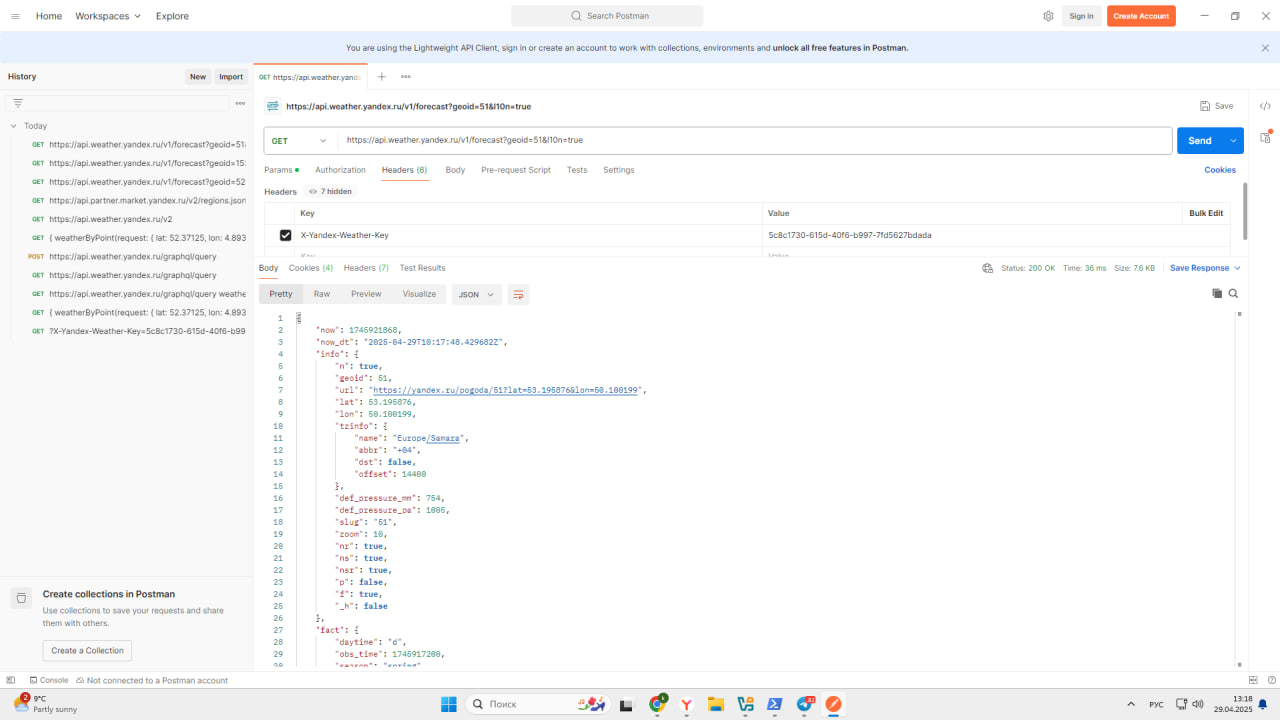 Home Workspaces Explore Search Postman Sign In Create Account
You are using the Lightweight API Client, sign in or create an account to work with collections, environments and unlock all free features in Postman.
History New Import
GET https://api.weather.yande
Today
GET https://api.weather.yandex.ru/v1/forecast?geoid=51&
GET https://api.weather.yandex.ru/v1/forecast?geoid=15
GET https://api.weather.yandex.ru/v1/forecast?geoid=52
GET https://api.partner.market.yandex.ru/v2/regions.json
GET https://api.weather.yandex.ru/v2
GET { weatherByPoint(request: { lat: 52.37125, lon: 4.893
POST https://api.weather.yandex.ru/graphql/query
GET https://api.weather.yandex.ru/graphql/query
GET https://api.weather.yandex.ru/graphql/query weathe
GET { weatherByPoint(request: { lat: 52.37125, lon: 4.893
GET ?X-Yandex-Weather-Key=5c8c1730-615d-40f6-b99
Create collections in Postman
Use collections to save your requests and share
them with others.
Create a Collection
https://api.weather.yandex.ru/v1/forecast?geoid=51&l10n=true Save
GET https://api.weather.yandex.ru/v1/forecast?geoid=51&l10n=true Send
Params Authorization Headers (8) Body Pre-request Script Tests Settings Cookies
Headers 7 hidden
Key Value Bulk Edit
X-Yandex-Weather-Key 5c8c1730-615d-40f6-b997-7fd5627bdada
Key Value
Body Cookies (4) Headers (7) Test Results Status: 200 OK Time: 36 ms Size: 7.6 KB Save Response
Pretty Raw Preview Visualize JSON
1 {
2 "now": 1745921868,
3 "now_dt": "2025-04-29T10:17:48.429682Z",
4 "info": {
5 "n": true,
6 "geoid": 51,
7 "url": "https://yandex.ru/pogoda/51?lat=53.195876&lon=50.100199",
8 "lat": 53.195876,
9 "lon": 50.100199,
10 "tzinfo": {
11 "name": "Europe/Samara",
12 "abbr": "+04",
13 "dst": false,
14 "offset": 14400
15 },
16 "def_pressure_mm": 754,
17 "def_pressure_pa": 1005,
18 "slug": "51",
19 "zoom": 10,
20 "nr": true,
21 "ns": true,
22 "nsr": true,
23 "p": false,
24 "f": true,
25 "_h": false
26 },
27 "fact": {
28 "daytime": "d",
29 "obs_time": 1745917200,
30 "season": "spring"
Console Not connected to a Postman account
2 9°C
Partly sunny
Поиск
РУС
13:18
29.04.2025